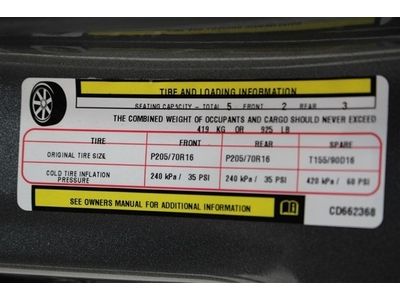 TIRE AND LOADING INFORMATION
SEATING CAPACITY - TOTAL 5 FRONT 2 REAR 3
THE COMBINED WEIGHT OF OCCUPANTS AND CARGO SHOULD NEVER EXCEED
419 KG OR 925 LB
TIRE FRONT REAR SPARE
ORIGINAL TIRE SIZE P205/70R16 P205/70R16 T155/90D16
COLD TIRE INFLATION PRESSURE 240 kPa / 35 PSI 240 kPa / 35 PSI 420 kPa / 60 PSI
SEE OWNERS MANUAL FOR ADDITIONAL INFORMATION
CD662368